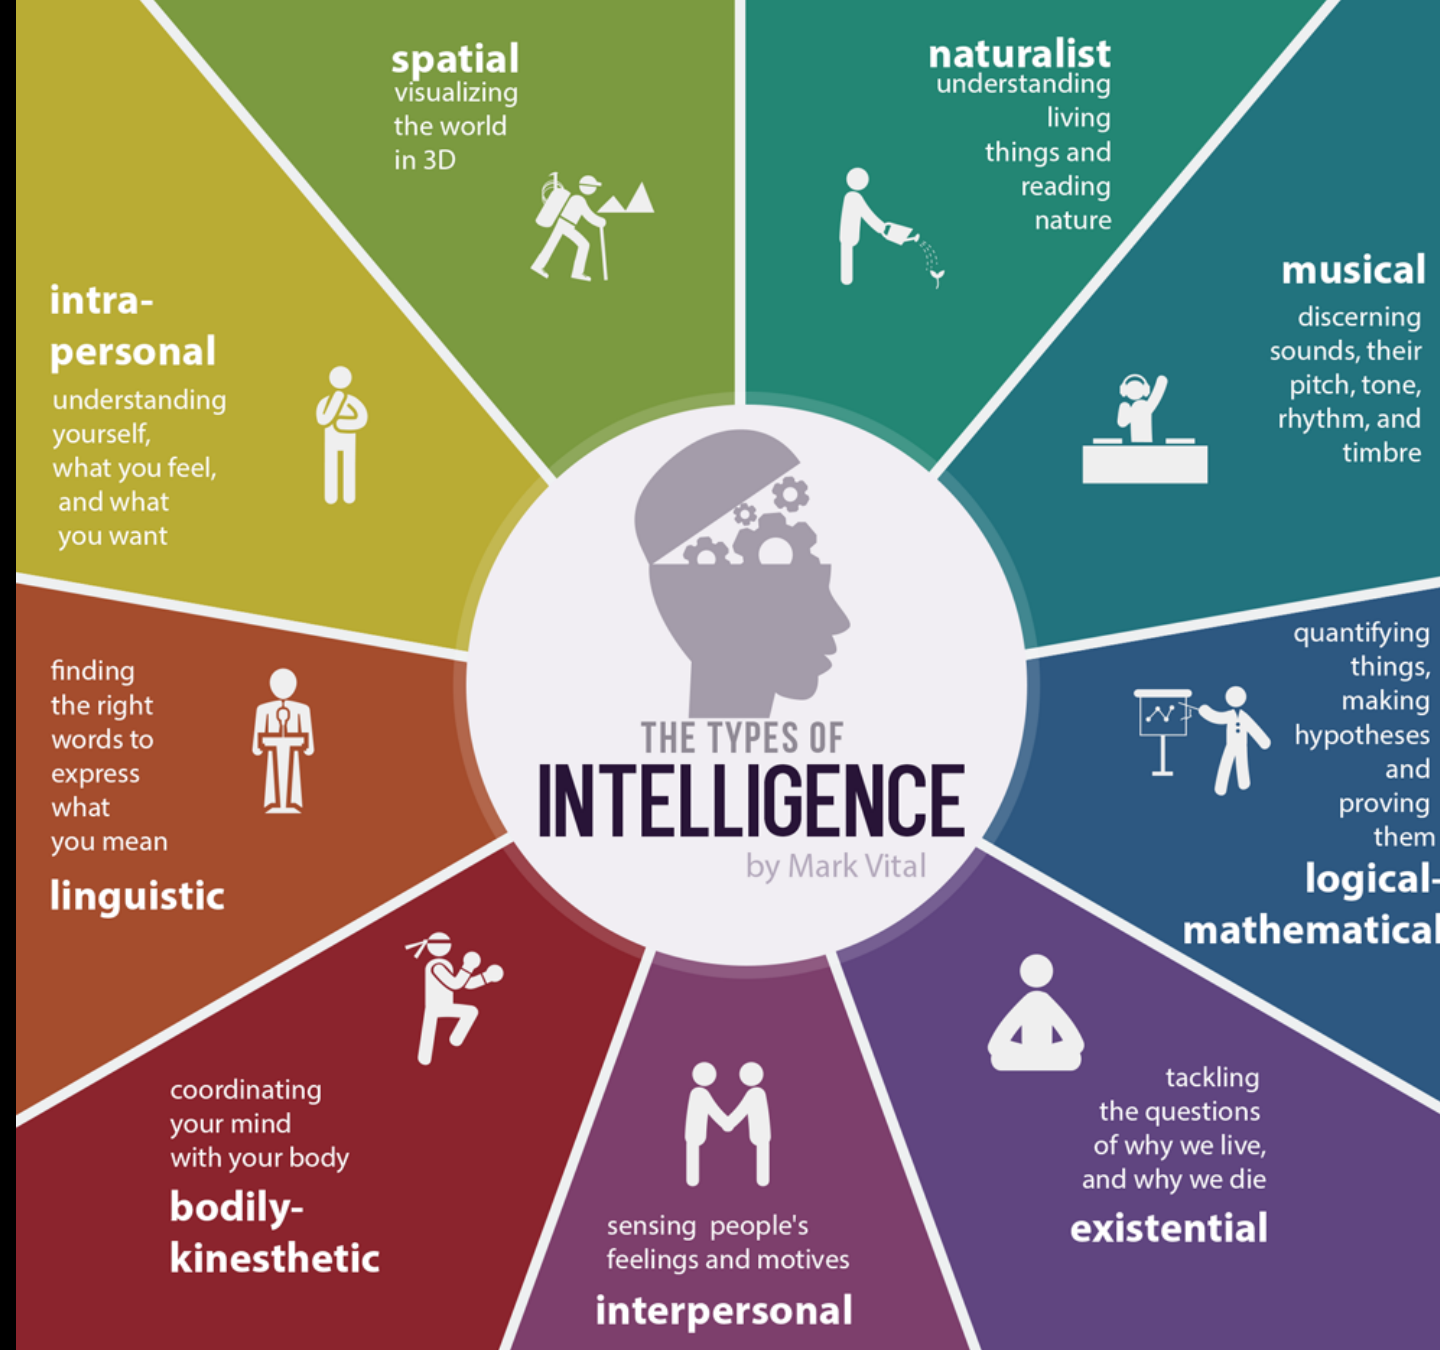 spatial
visualizing
the world
in 3D
naturalist
understanding
living
things and
reading
nature
musical
discerning
sounds, their
pitch, tone,
rhythm, and
timbre
intra-
personal
understanding
yourself,
what you feel,
and what
you want
THE TYPES OF
INTELLIGENCE
by Mark Vital
quantifying
things,
making
hypotheses
and
proving
them
logical-
mathematical
finding
the right
words to
express
what
you mean
linguistic
coordinating
your mind
with your body
bodily-
kinesthetic
sensing people's
feelings and motives
interpersonal
tackling
the questions
of why we live,
and why we die
existential